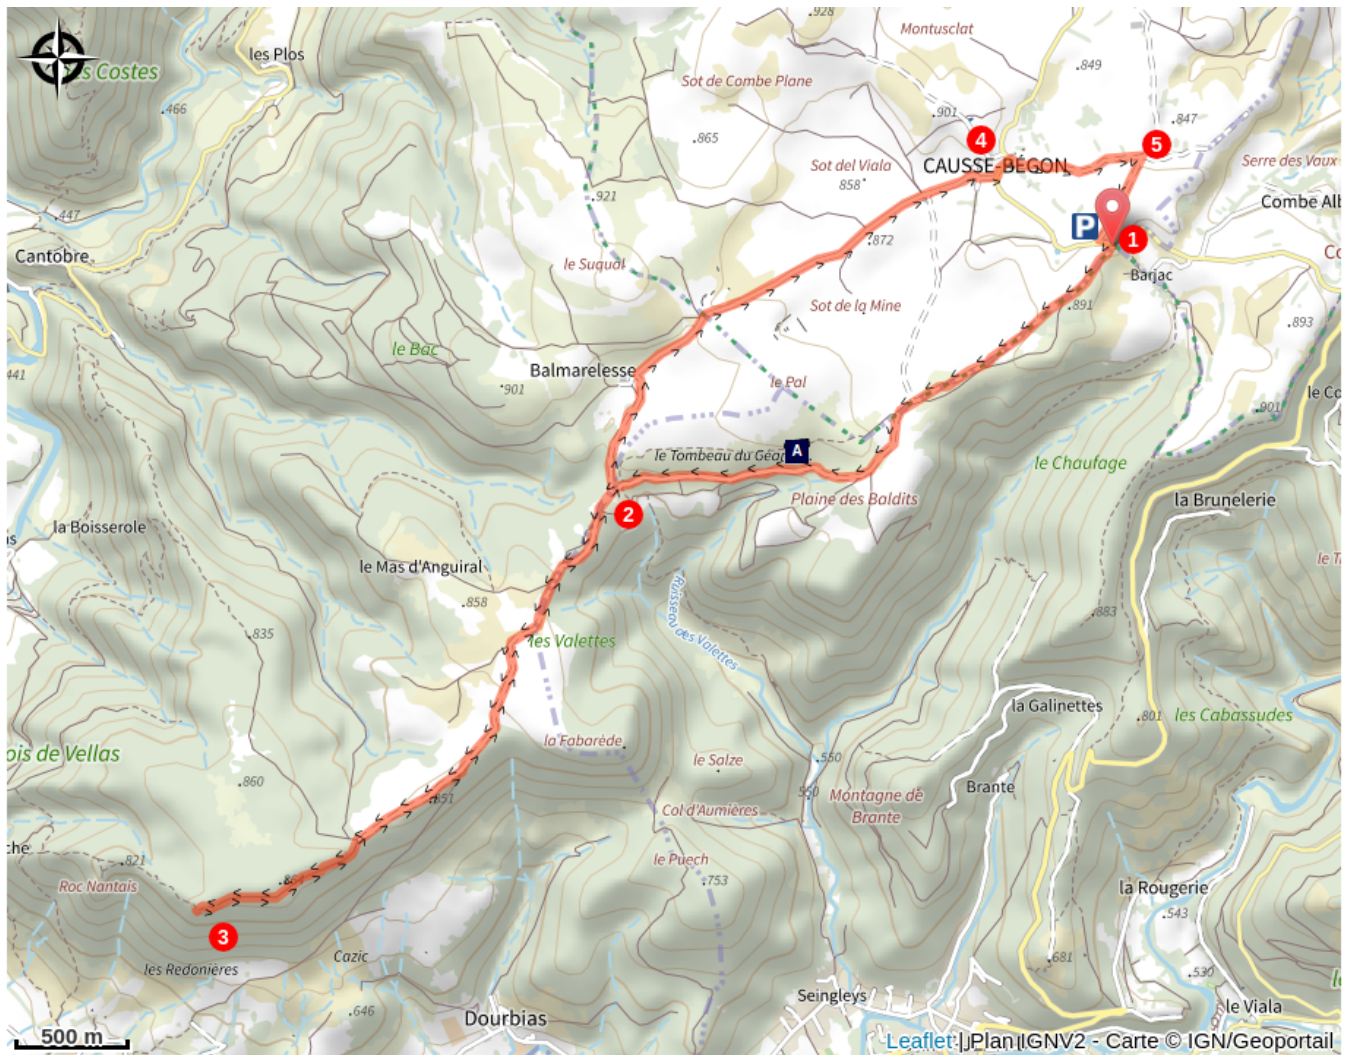 .928
Montusclat
les Plos
.849
s Costes
Sot de Combe Plane
.466
.901
.847
.865
4
5
Serre des Vaux
Sot del Viala
CAUSSE-BÉGON
858
.921
Combe Alb
.447
P
1
.872
Cantobre
le Suquál
Barjac
.891
Sot de la Mine
.893
le Bac
441
Balmarelesse
le Pal
.901
le Co
.901
le Tombeau du Géa
A
le Chaufage
Plaine des Baldits
la Brunelerie
2
la Boisserole
le Mas d'Anguiral
.858
Ruisseau des Valettes
.883
.835
les Valettes
la Galinettes
.801
les Cabassudes
la Fabarède
ois de Vellas
le Salze
.550
.860
Brante
550
Montagne de
Brante
.851
Col d'Aumières
che
.821
le Puech
.864
Roc Nantais
.753
la Rougerie
.543
3
Cazic
.681
les Redonières
.530
Seingleys
.646
le Viala
Dourbias
500 m
Leaflet | Plan IGNV2 - Carte © IGN/Geoportail